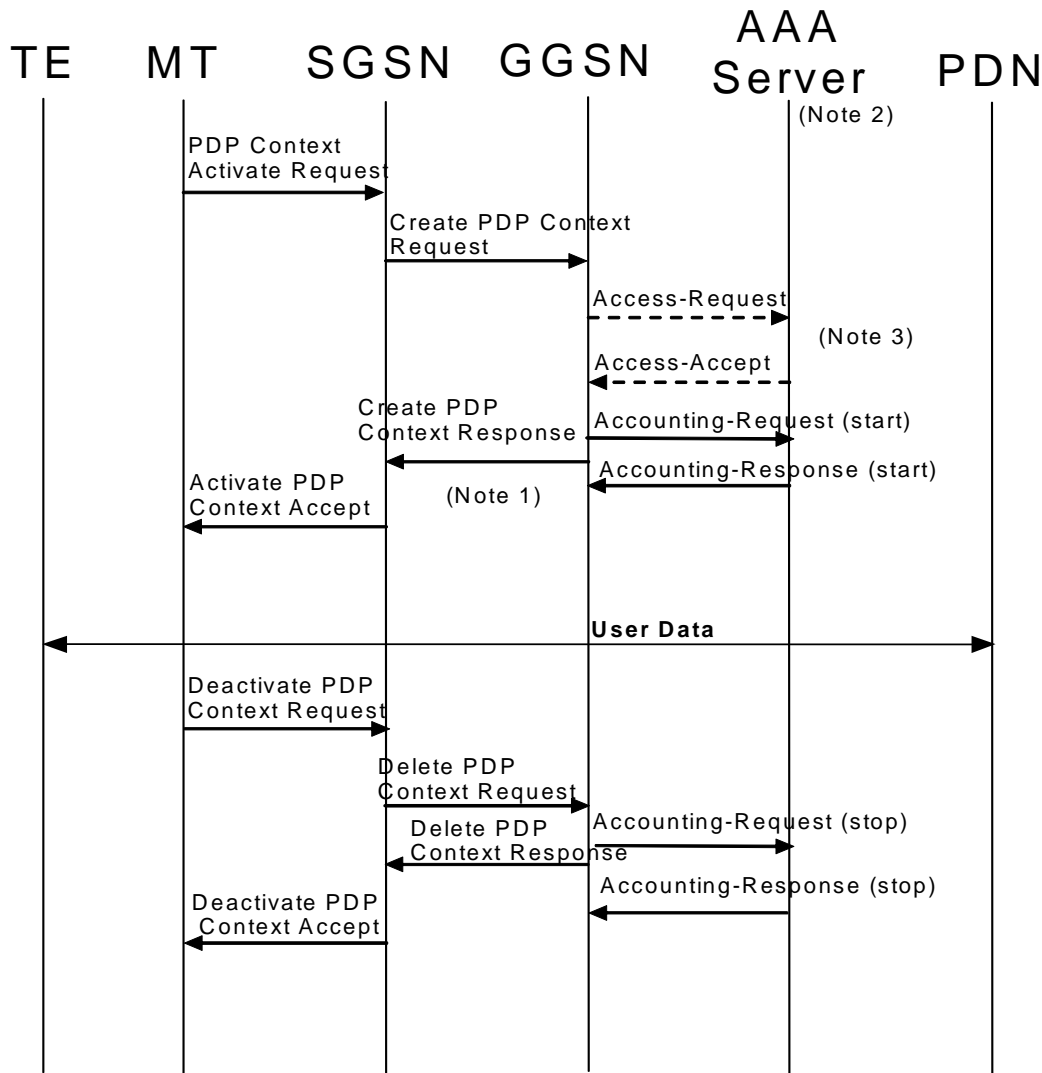 TE
MT
SGSN
GGSN
AAA
Server
PDN
(Note 2)
PDP Context
Activate Request
Create PDP Context
Request
Access-Request
(Note 3)
Access-Accept
Create PDP
Context Response
Accounting-Request (start)
Accounting-Response (start)
Activate PDP
Context Accept
(Note 1)
User Data
Deactivate PDP
Context Request
Delete PDP
Context Request
Accounting-Request (stop)
Delete PDP
Context Response
Accounting-Response (stop)
Deactivate PDP
Context Accept